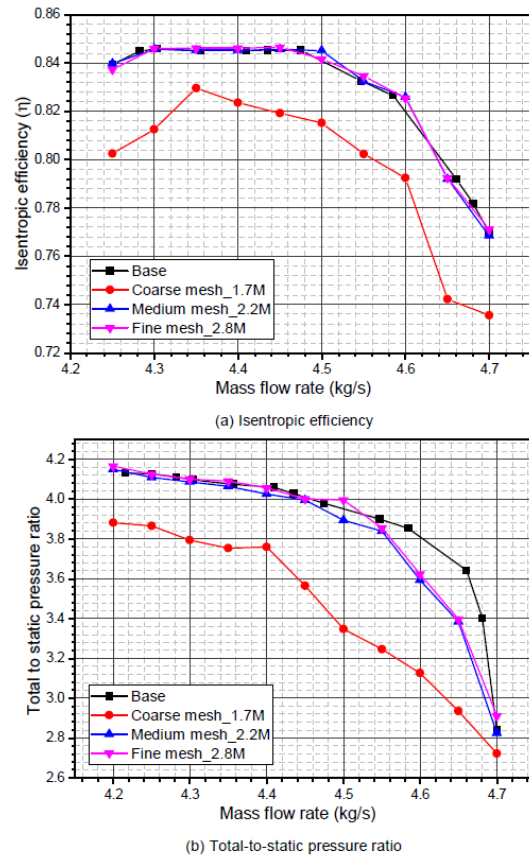 0.86
0.84
0.82
0.80
0.78
0.76
0.74
0.72
Isentropic efficiency (η)
Base
Coarse mesh_1.7M
Medium mesh_2.2M
Fine mesh_2.8M
4.2 4.3 4.4 4.5 4.6 4.7
Mass flow rate (kg/s)
(a) Isentropic efficiency
4.2
4.0
3.8
3.6
3.4
3.2
3.0
2.8
2.6
Total to static pressure ratio
Base
Coarse mesh_1.7M
Medium mesh_2.2M
Fine mesh_2.8M
4.2 4.3 4.4 4.5 4.6 4.7
Mass flow rate (kg/s)
(b) Total-to-static pressure ratio